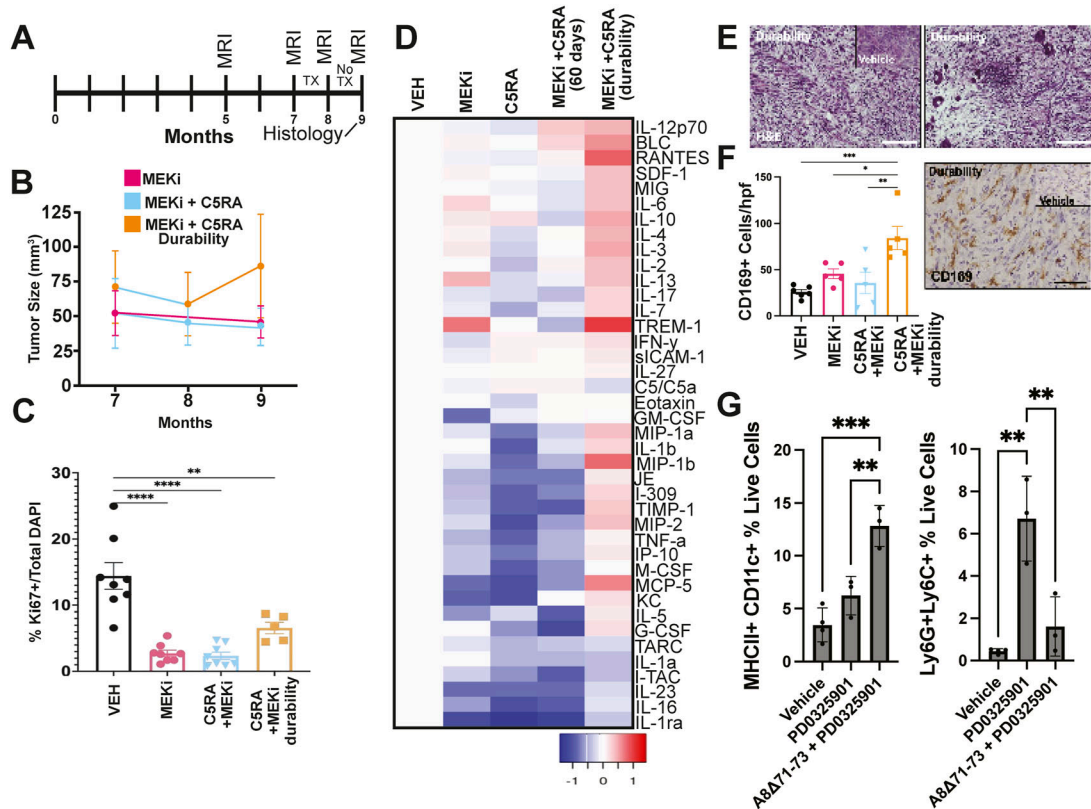 A
MRI
MRI
MRI
MRI
TX
No
TX
0
5
7
8
9
Months
Histology
B
MEKi
MEKi + C5RA
MEKi + C5RA
Durability
Tumor Size (mm³)
125
100
75
50
25
0
7
8
9
Months
C
% Ki67+/Total DAPI
30
20
10
0
**
****
****
VEH
MEKi
C5RA
+MEKi
C5RA
+MEKi
durability
D
VEH
MEKi
C5RA
MEKi +C5RA
(60 days)
MEKi +C5RA
(durability)
IL-12p70
BLC
RANTES
SDF-1
MIG
IL-6
IL-10
IL-4
IL-3
IL-2
IL-13
IL-17
IL-7
TREM-1
IFN-y
sICAM-1
IL-27
C5/C5a
Eotaxin
GM-CSF
MIP-1a
IL-1b
MIP-1b
JE
I-309
TIMP-1
MIP-2
TNF-a
IP-10
M-CSF
MCP-5
KC
IL-5
G-CSF
TARC
IL-1a
I-TAC
IL-23
IL-16
IL-1ra
-1 0 1
E
Durability
Vehicle
H&E
Durability
F
CD169+ Cells/hpf
150
100
50
0
***
*
**
VEH
MEKi
C5RA
+MEKi
C5RA
+MEKi
durability
Durability
Vehicle
CD169
G
MHCII+ CD11c+ % Live Cells
20
15
10
5
0
***
**
Vehicle
PD0325901
A8Δ71-73 + PD0325901
Ly6G+Ly6C+ % Live Cells
10
8
6
4
2
0
**
**
Vehicle
PD0325901
A8Δ71-73 + PD0325901